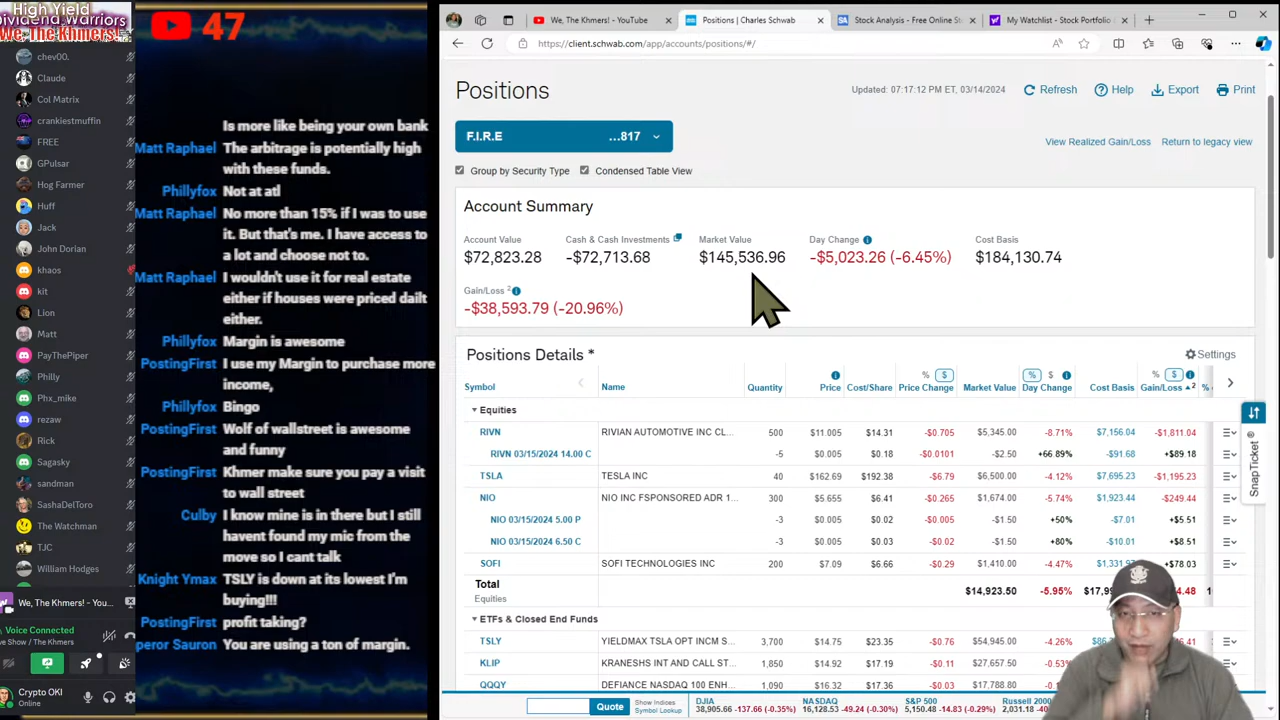 High Yield
Dividend Warriors
We, The Khmers!
chev00.
Claude
Col Matrix
crankiestmuffin
FREE
GPulsar
Hog Farmer
Huff
Jack
John Dorian
khaos
kit
Lion
Matt
PayThePiper
Philly
Phx_mike
rezaw
Rick
Sagasky
sandman
SashaDelToro
The Watchman
TJC
William Hodges
We, The Khmers! - You...
Voice Connected
ve Show / The Khmers
Crypto OKI
Online
47
Is more like being your own bank
Matt Raphael The arbitrage is potentially high
with these funds.
Phillyfox Not at atl
Matt Raphael No more than 15% if I was to use
it. But that's me. I have access to
a lot and choose not to.
Matt Raphael I wouldn't use it for real estate
either if houses were priced dailt
either.
Phillyfox Margin is awesome
PostingFirst I use my Margin to purchase more
income,
Phillyfox Bingo
PostingFirst Wolf of wallstreet is awesome
and funny
PostingFirst Khmer make sure you pay a visit
to wall street
Culby I know mine is in there but I still
havent found my mic from the
move so I cant talk
Knight Ymax TSLY is down at its lowest I'm
buying!!!
PostingFirst profit taking?
peror Sauron You are using a ton of margin.
We, The Khmers! - YouTube
Positions | Charles Schwab
SA Stock Analysis - Free Online St
My Watchlist - Stock Portfolio &
https://client.schwab.com/app/accounts/positions/#/
Positions
Updated: 07:17:12 PM ET, 03/14/2024
Refresh Help Export Print
F.I.R.E ...817
View Realized Gain/Loss Return to legacy view
Group by Security Type Condensed Table View
Account Summary
Account Value Cash & Cash Investments Market Value Day Change Cost Basis
$72,823.28 -$72,713.68 $145,536.96 -$5,023.26 (-6.45%) $184,130.74
Gain/Loss 2
-$38,593.79 (-20.96%)
Positions Details *
Settings
% $ % $ % $
Symbol Name Quantity Price Cost/Share Price Change Market Value Day Change Cost Basis Gain/Loss 2 %
Equities
RIVN RIVIAN AUTOMOTIVE INC CL... 500 $11.005 $14.31 -$0.705 $5,345.00 -8.71% $7,156.04 -$1,811.04
RIVN 03/15/2024 14.00 C -5 $0.005 $0.18 -$0.0101 -$2.50 +66.89% -$91.68 +$89.18
TSLA TESLA INC 40 $162.69 $192.38 -$6.79 $6,500.00 -4.12% $7,695.23 -$1,195.23
NIO NIO INC FSPONSORED ADR 1... 300 $5.655 $6.41 -$0.265 $1,674.00 -5.74% $1,923.44 -$249.44
NIO 03/15/2024 5.00 P -3 $0.005 $0.02 -$0.005 -$1.50 +50% -$7.01 +$5.51
NIO 03/15/2024 6.50 C -3 $0.005 $0.03 -$0.02 -$1.50 +80% -$10.01 +$8.51
SOFI SOFI TECHNOLOGIES INC 200 $7.09 $6.66 -$0.29 $1,410.00 -4.47% $1,331.97 +$78.03
Total
Equities
$14,923.50 -5.95%
ETFs & Closed End Funds
TSLY YIELDMAX TSLA OPT INCM S... 3,700 $14.75 $23.35 -$0.76 $54,945.00 -4.26%
KLIP KRANESHS INT AND CALL ST... 1,850 $14.92 $17.19 -$0.11 $27,657.50 -0.53%
QQQY DEFIANCE NASDAQ 100 ENH... 1,090 $16.32 $17.36 -$0.03 $17,788.80
SnapTicket®
Quote
Show Indices
Symbol Lookup
DJIA
38,905.66 -137.66 (-0.35%)
NASDAQ
16,128.53 -49.24 (-0.30%)
S&P 500
5,150.48 -14.83 (-0.29%)
Russell 2000
2,031.18